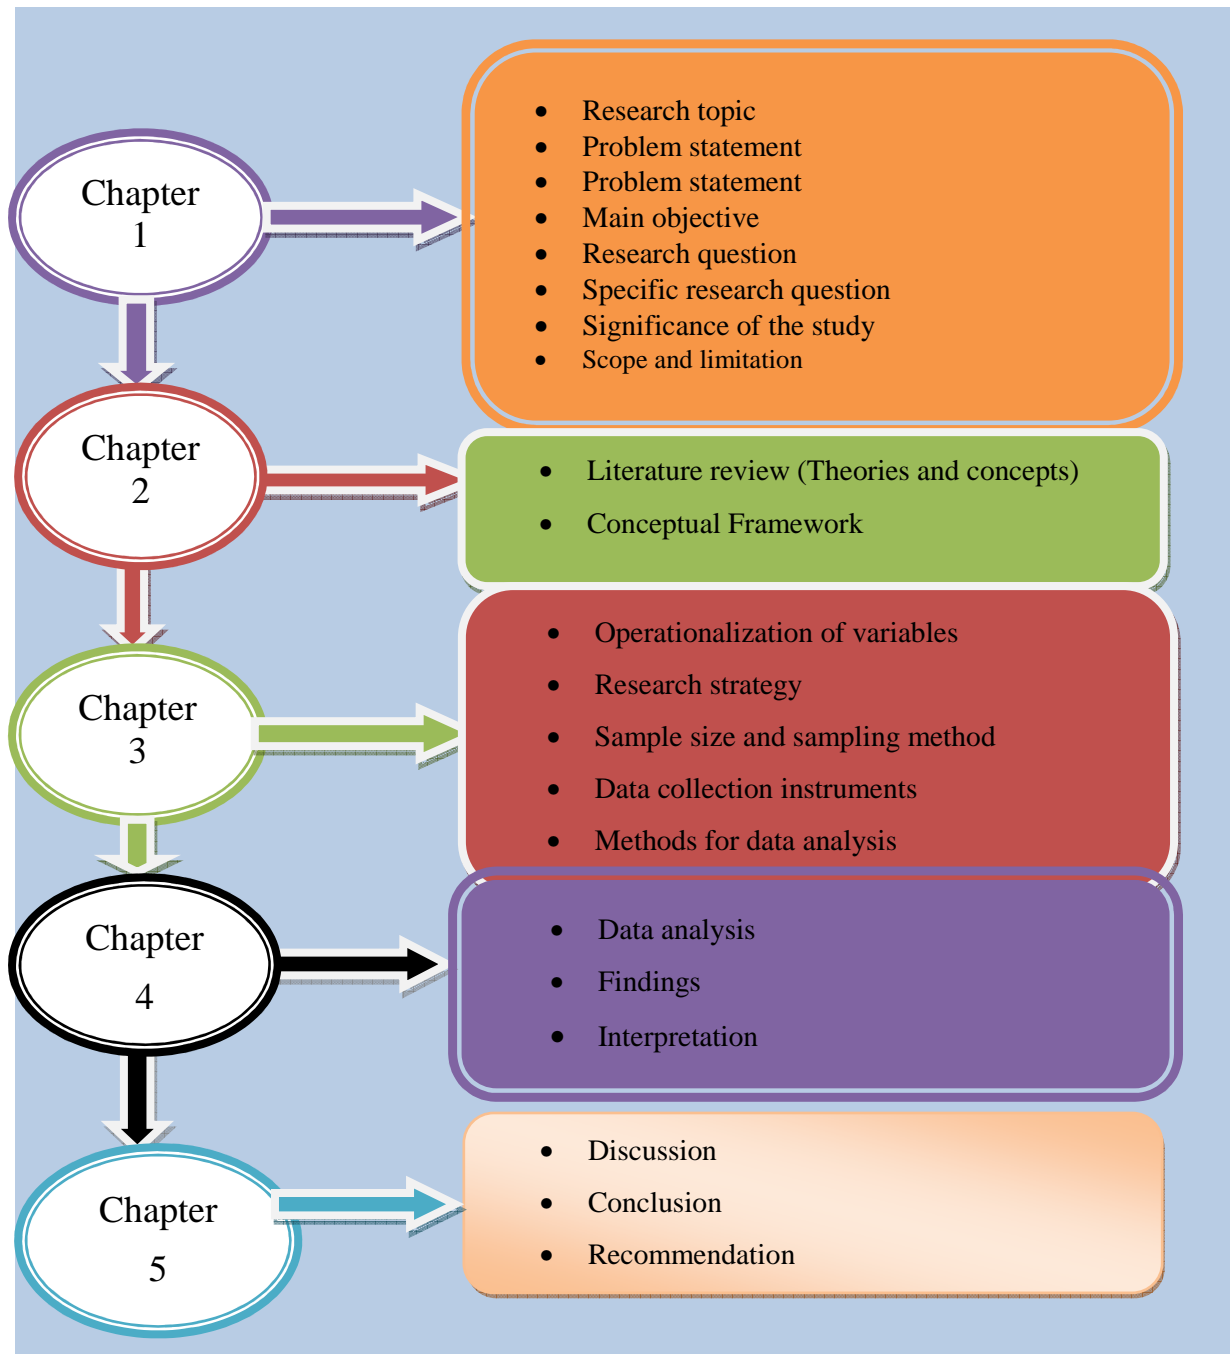 Chapter
1
• Research topic
• Problem statement
• Problem statement
• Main objective
• Research question
• Specific research question
• Significance of the study
• Scope and limitation
Chapter
2
• Literature review (Theories and concepts)
• Conceptual Framework
Chapter
3
• Operationalization of variables
• Research strategy
• Sample size and sampling method
• Data collection instruments
• Methods for data analysis
Chapter
4
• Data analysis
• Findings
• Interpretation
Chapter
5
• Discussion
• Conclusion
• Recommendation